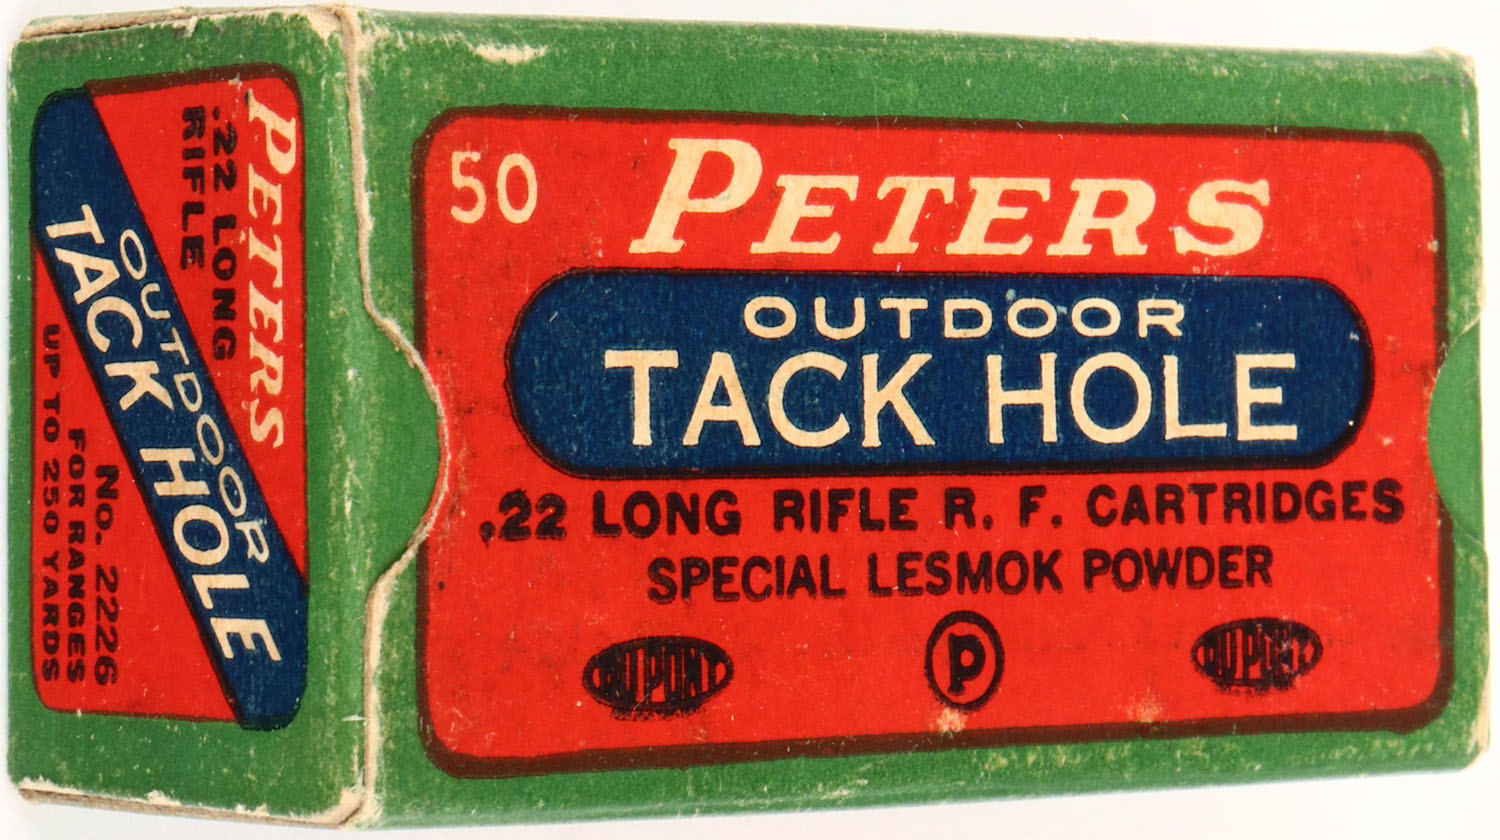 50
PETERS
OUTDOOR
TACK HOLE
.22 LONG RIFLE R. F. CARTRIDGES
SPECIAL LESMOK POWDER
DU PONT
P
DU PONT
PETERS
.22 LONG
RIFLE
OUTDOOR
TACK HOLE
No. 2226
FOR RANGES
UP TO 250 YARDS